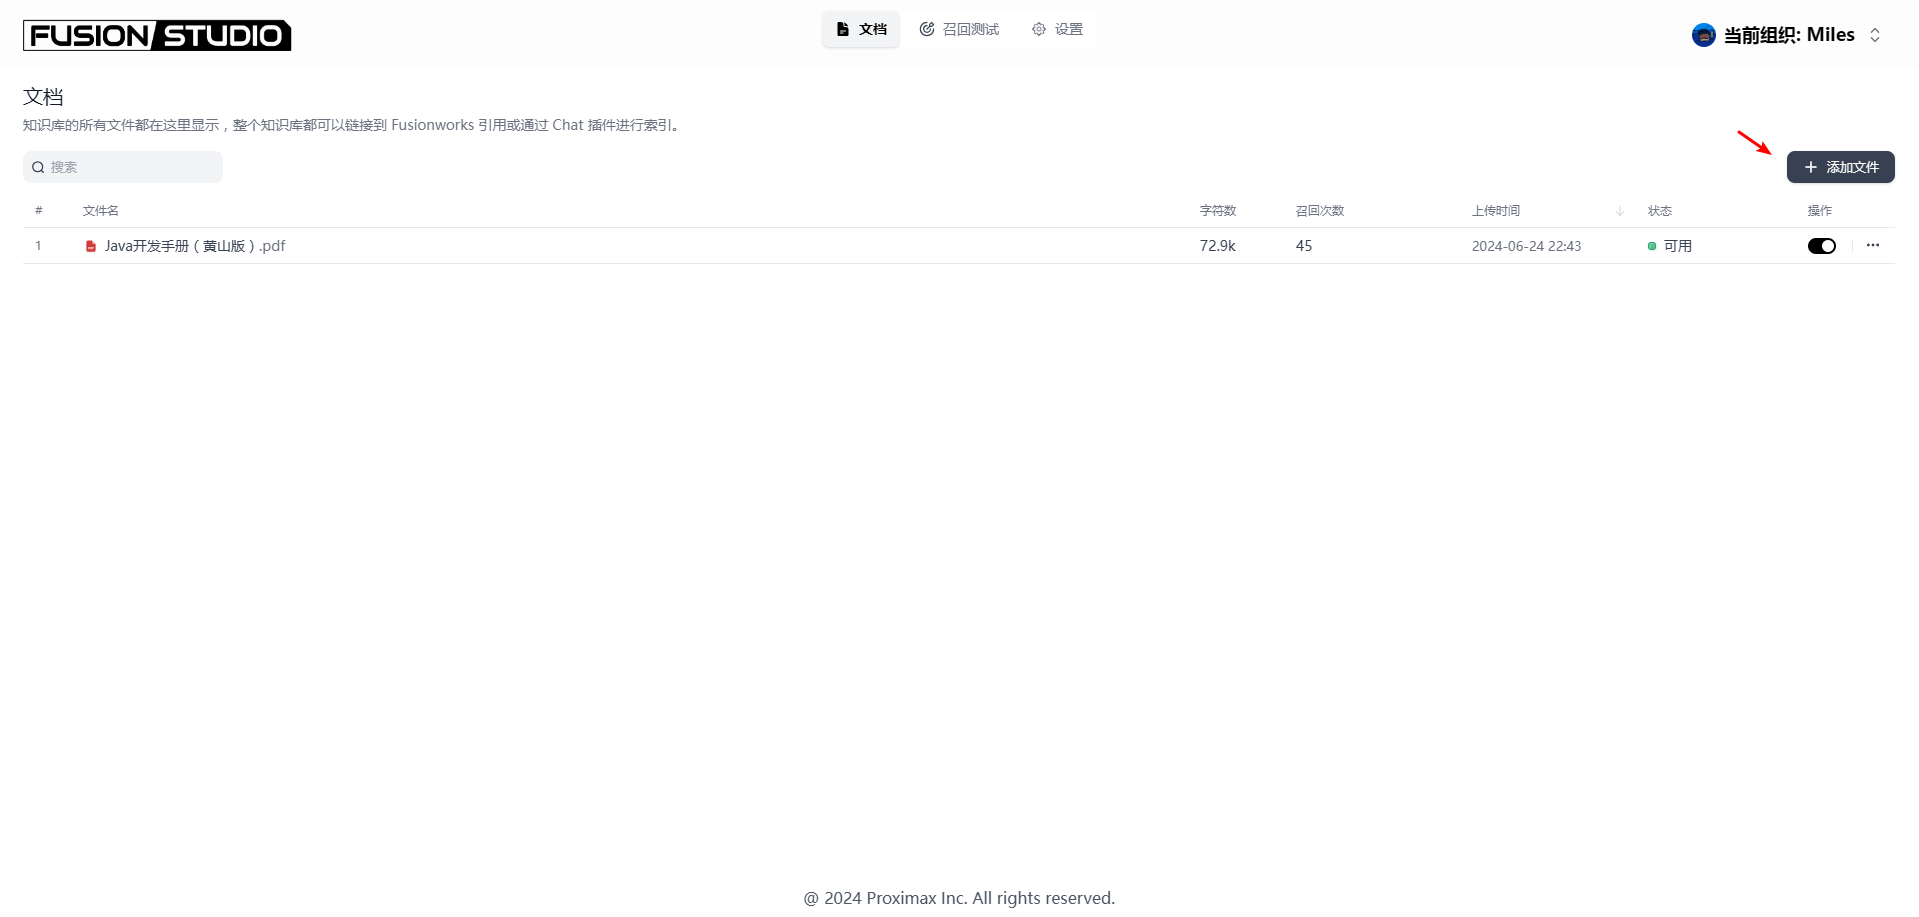 FUSION STUDIO
文档
召回测试
设置
当前组织: Miles
文档
知识库的所有文件都在这里显示，整个知识库都可以链接到 Fusionworks 引用或通过 Chat 插件进行索引。
搜索
添加文件
# 文件名 字符数 召回次数 上传时间 ↓ 状态 操作
1 Java开发手册（黄山版）.pdf 72.9k 45 2024-06-24 22:43 可用 ···
@ 2024 Proximax Inc. All rights reserved.